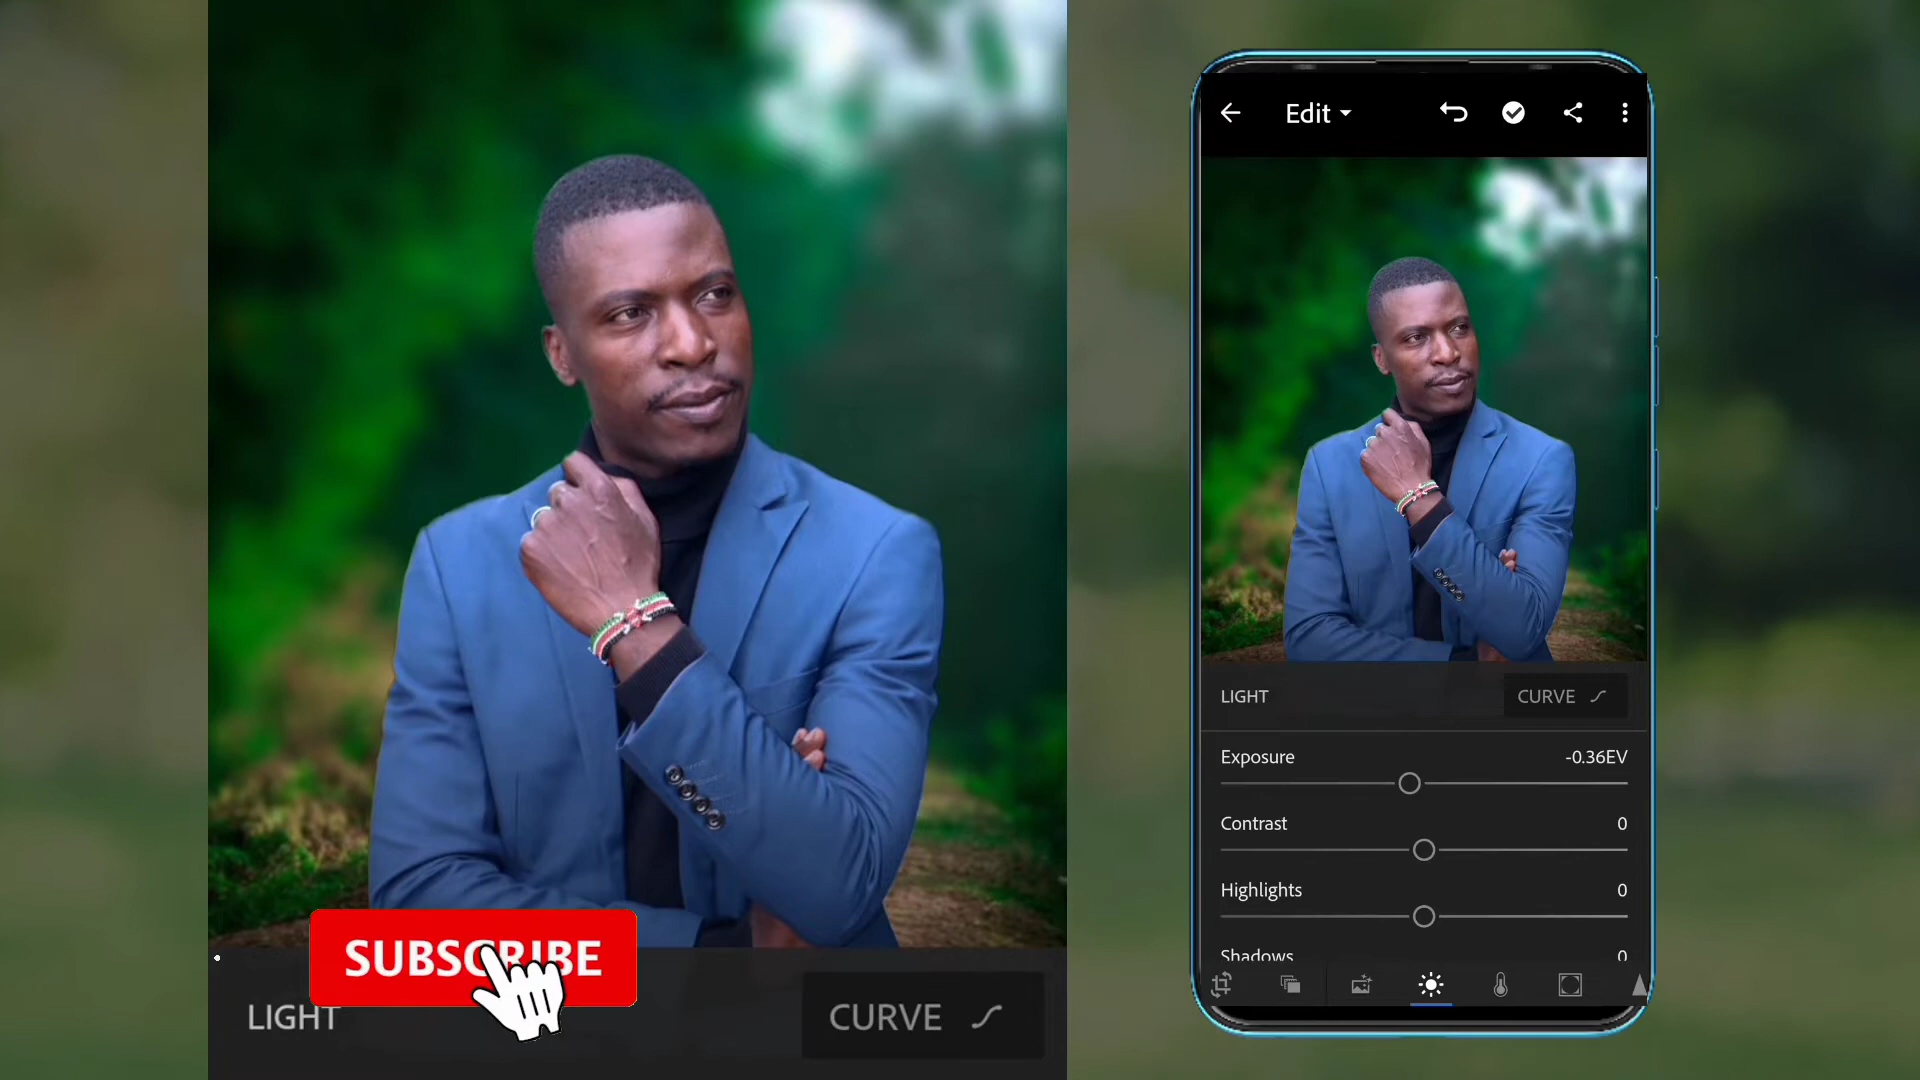 SUBSCRIBE
LIGHT
CURVE
Edit
LIGHT
CURVE
Exposure
-0.36EV
Contrast
0
Highlights
0
Shadows
0